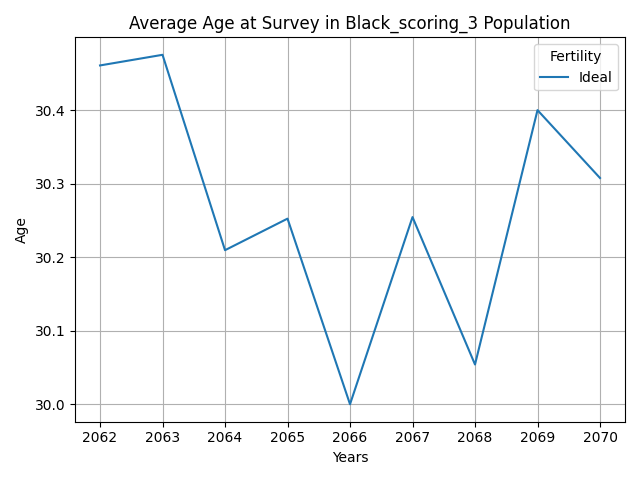 Average Age at Survey in Black_scoring_3 Population
Fertility
Ideal
30.4
30.3
30.2
30.1
30.0
Age
2062 2063 2064 2065 2066 2067 2068 2069 2070
Years